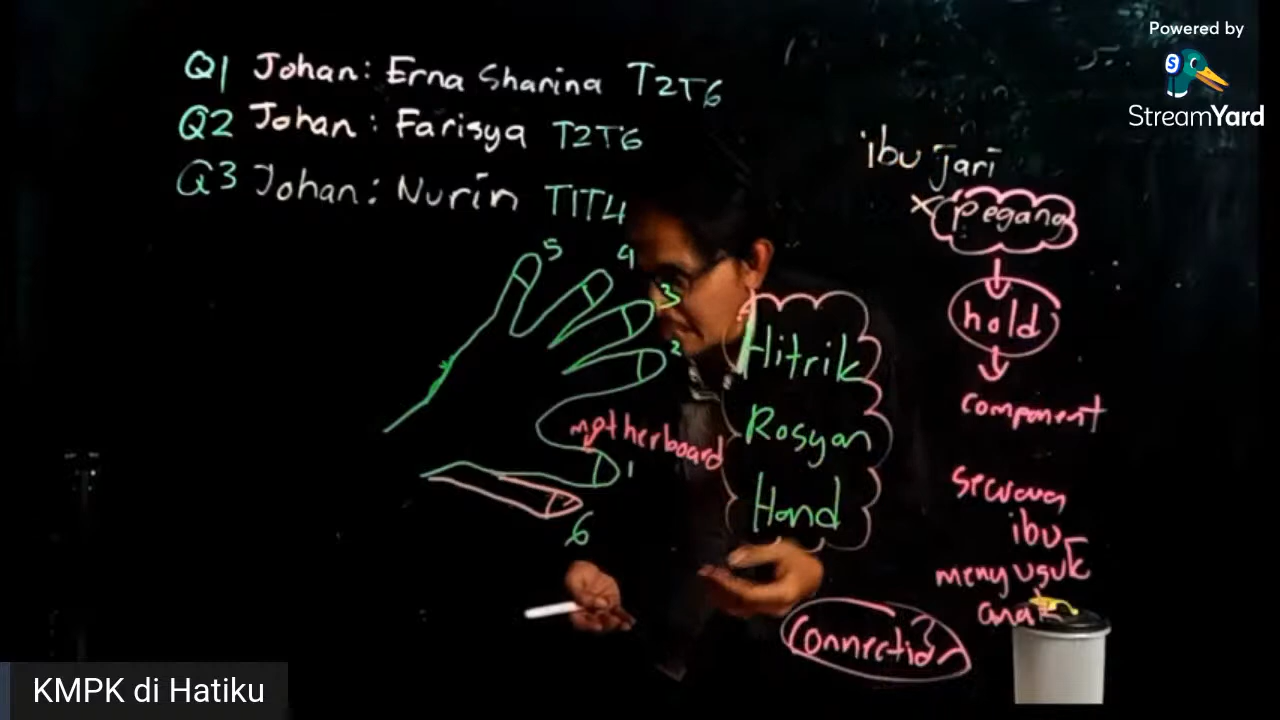 Powered by
StreamYard
Q1 Johan: Erna Sharina T2T6
Q2 Johan: Farisya T2T6
Q3 Johan: Nurin T1T4
ibu jari
x pegang
hold
component
5
4
3
2
motherboard
1
6
Hitrik
Rosyan
Hand
seorang
ibu
menyusuk
anak
Connection
KMPK di Hatiku